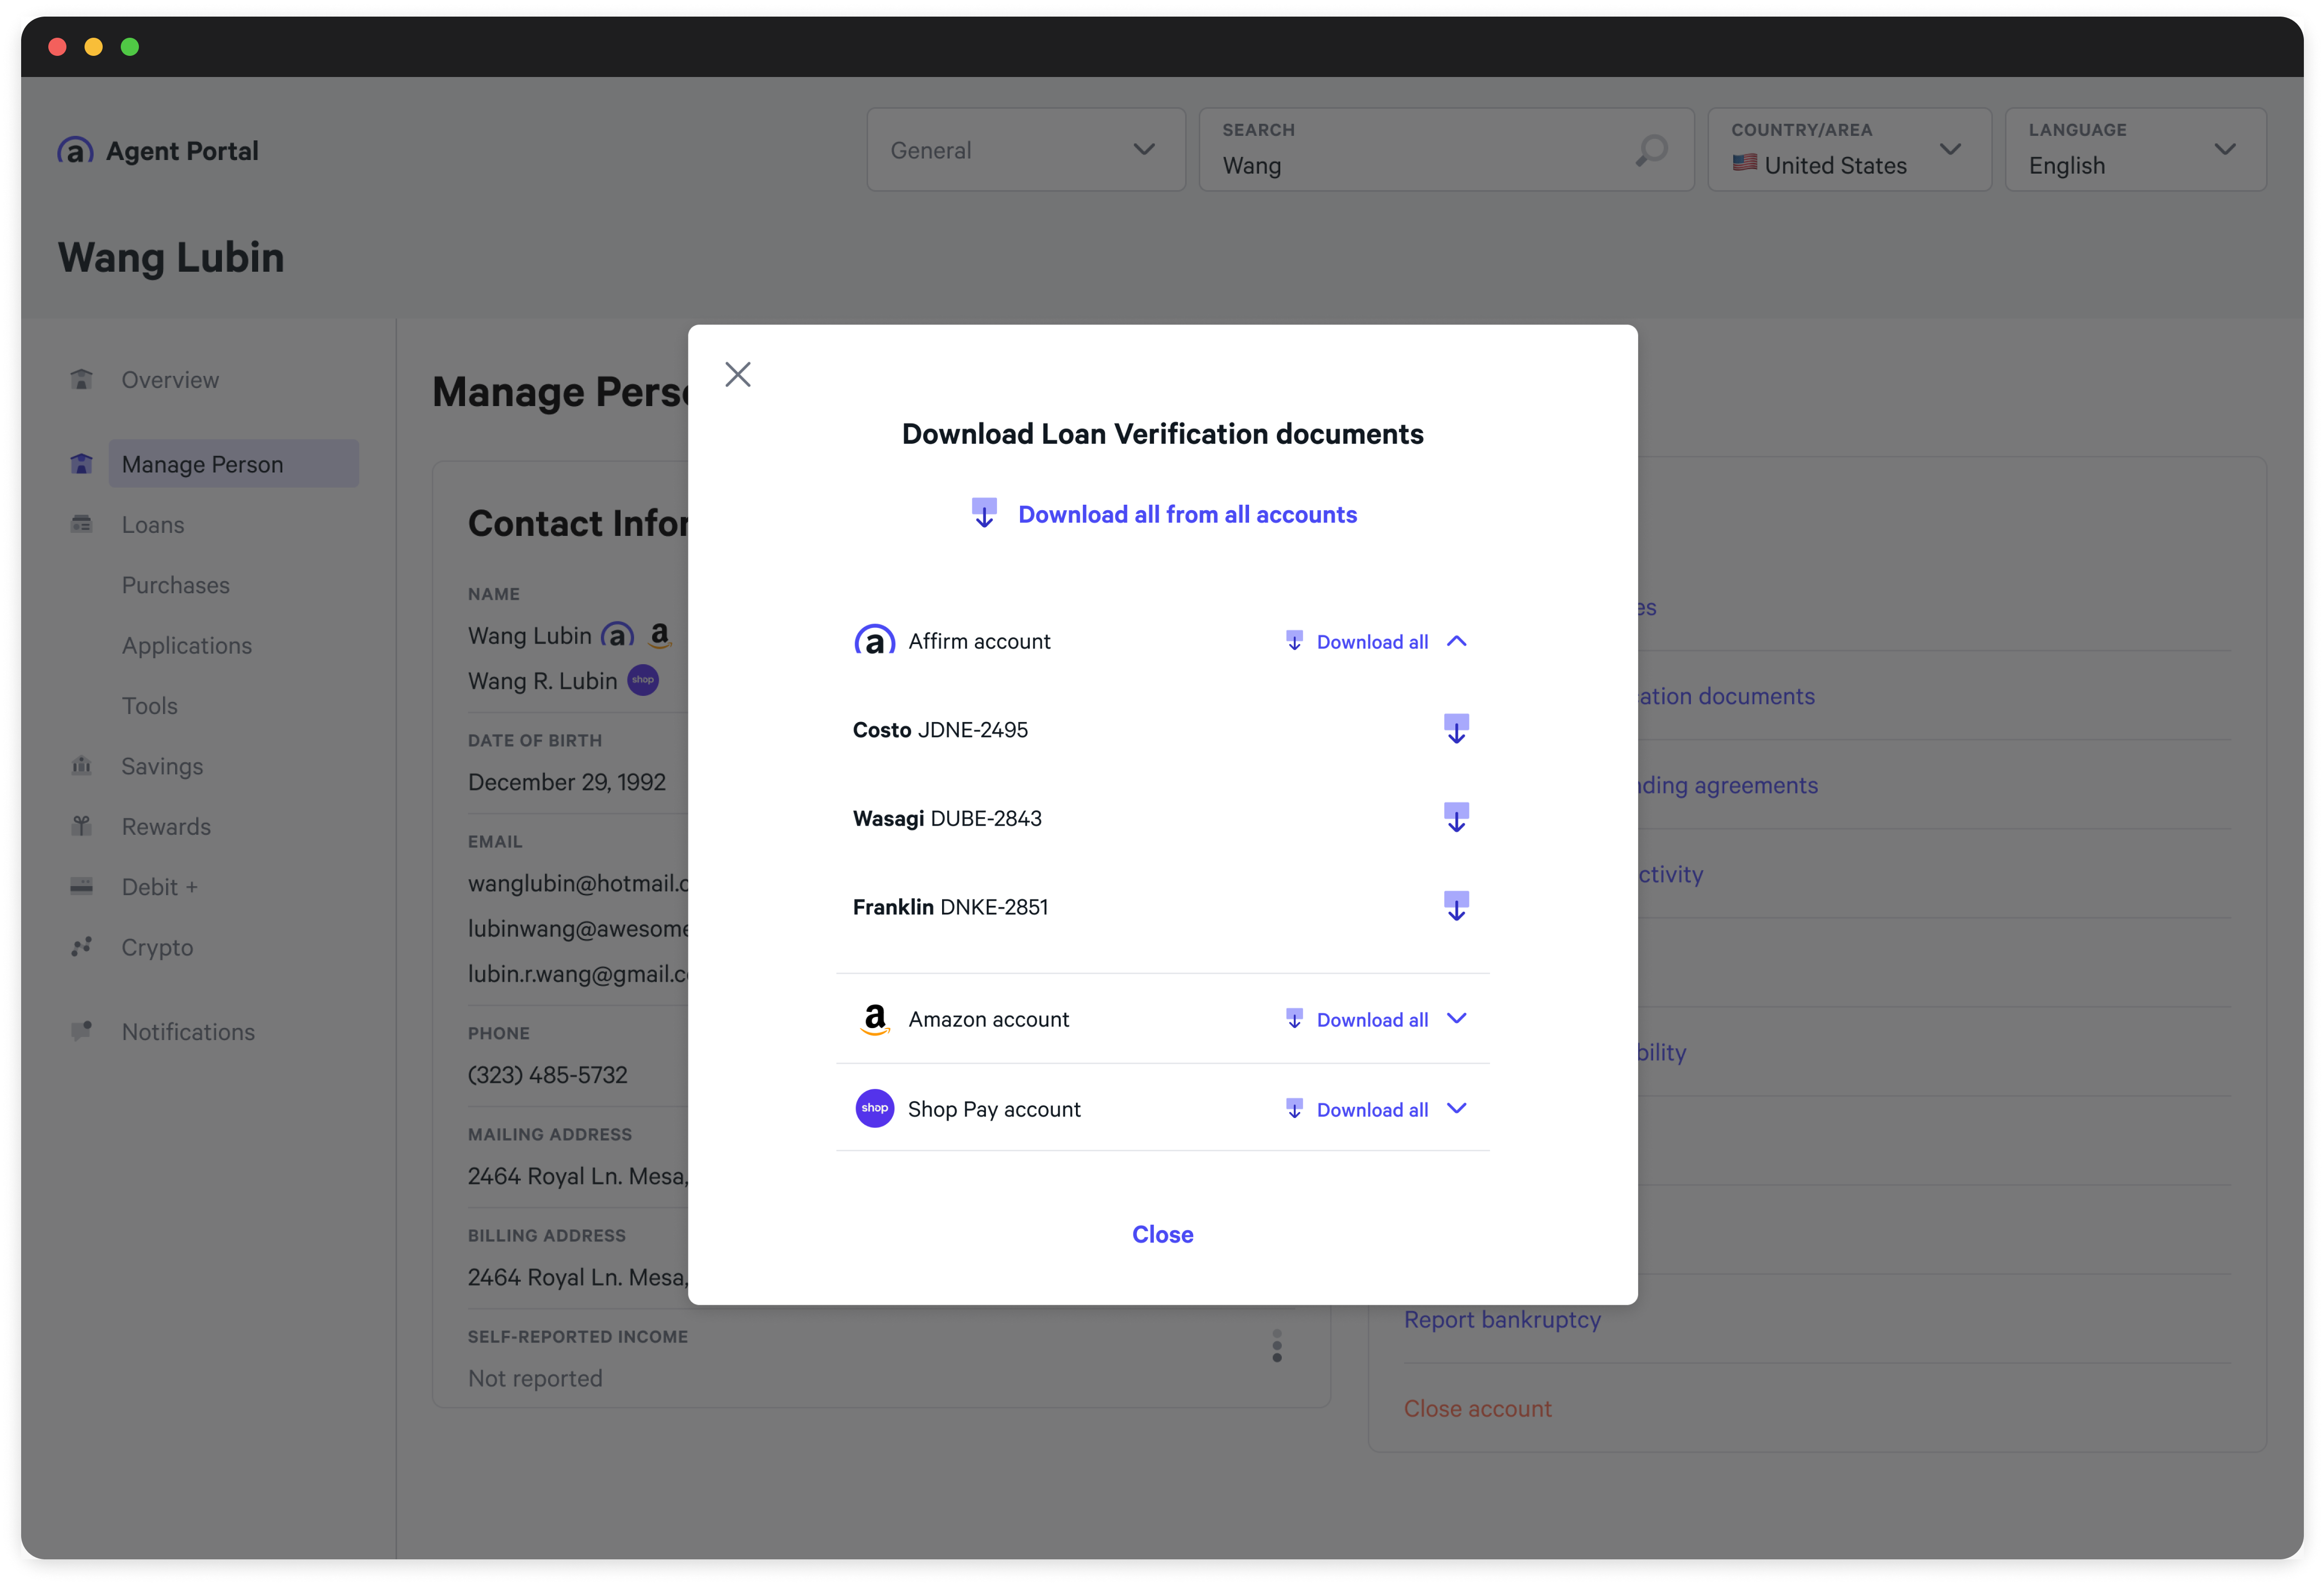 Agent Portal
General
SEARCH
Wang
COUNTRY/AREA
United States
LANGUAGE
English
Wang Lubin
Overview
Manage Person
Loans
Purchases
Applications
Tools
Savings
Rewards
Debit +
Crypto
Notifications
Manage Perso
Contact Infor
NAME
Wang Lubin
Wang R. Lubin shop
DATE OF BIRTH
December 29, 1992
EMAIL
wanglubin@hotmail.c
lubinwang@awesome
lubin.r.wang@gmail.c
PHONE
(323) 485-5732
MAILING ADDRESS
2464 Royal Ln. Mesa,
BILLING ADDRESS
2464 Royal Ln. Mesa,
SELF-REPORTED INCOME
Not reported
Download Loan Verification documents
Download all from all accounts
Affirm account Download all
Costo JDNE-2495
Wasagi DUBE-2843
Franklin DNKE-2851
a Amazon account Download all
shop Shop Pay account Download all
Close
es
ation documents
ding agreements
ctivity
bility
Report bankruptcy
Close account